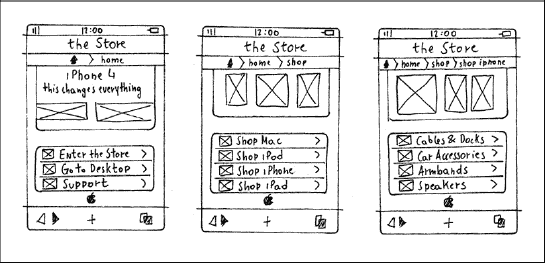 12:00
the Store
home
iPhone 4
this changes everything
Enter the Store
Go to Desktop
Support
12:00
the Store
home shop
Shop Mac
Shop iPod
Shop iPhone
Shop iPad
12:00
the Store
home shop shop iphone
Cables & Docks
Car Accessories
Armbands
Speakers